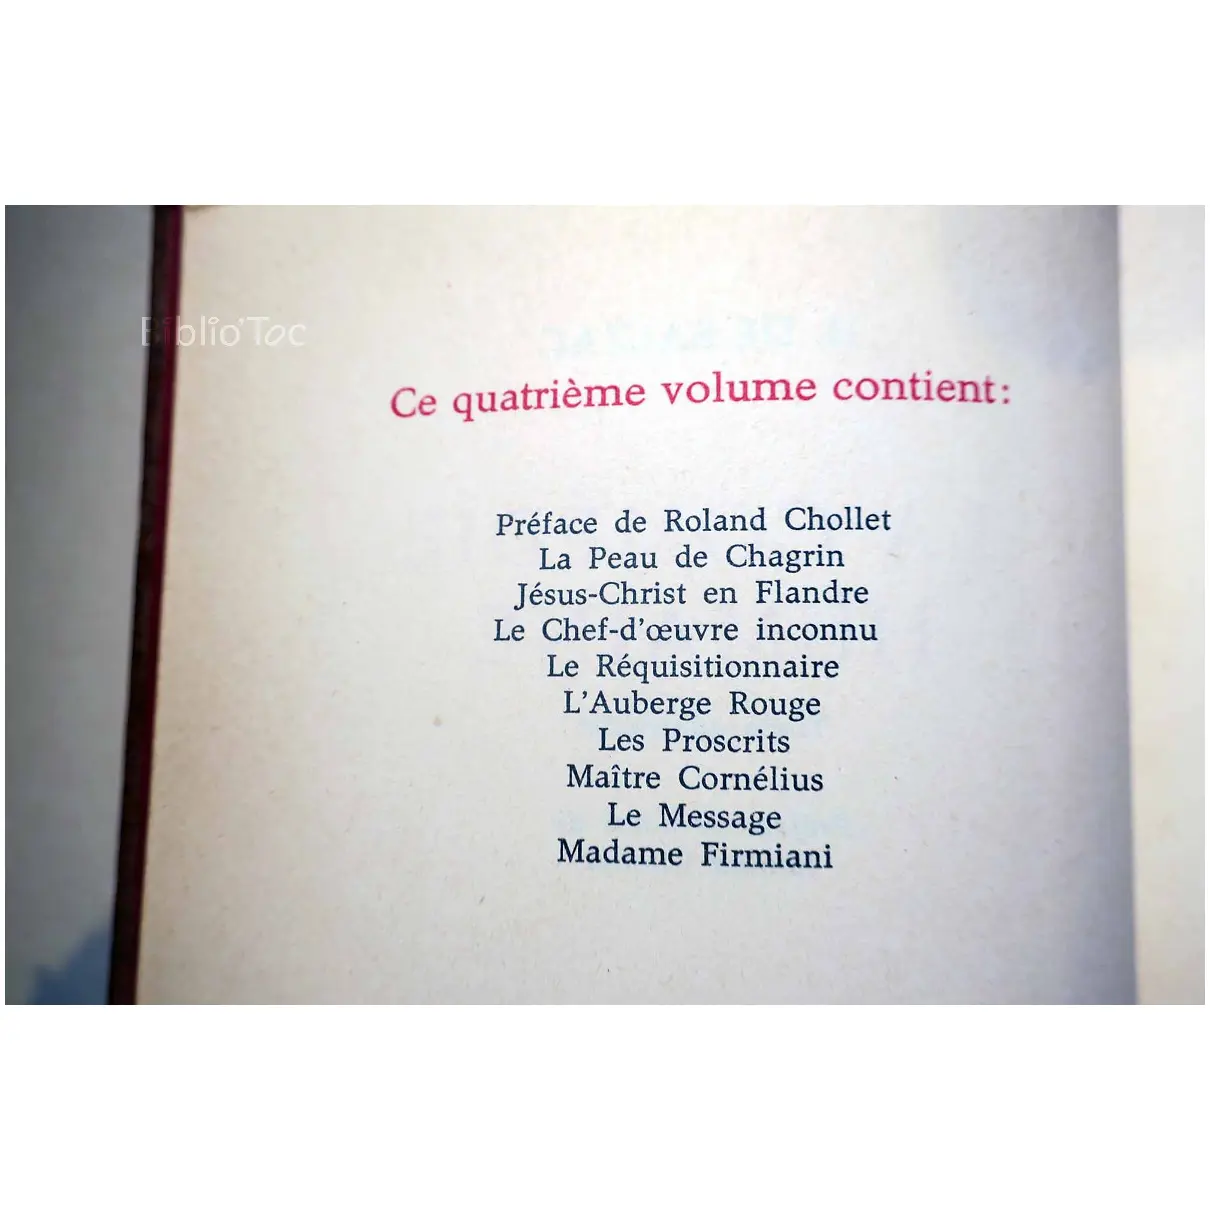 Biblio'Toc
Ce quatrième volume contient:
Préface de Roland Chollet
La Peau de Chagrin
Jésus-Christ en Flandre
Le Chef-d'œuvre inconnu
Le Réquisitionnaire
L'Auberge Rouge
Les Proscrits
Maître Cornélius
Le Message
Madame Firmiani